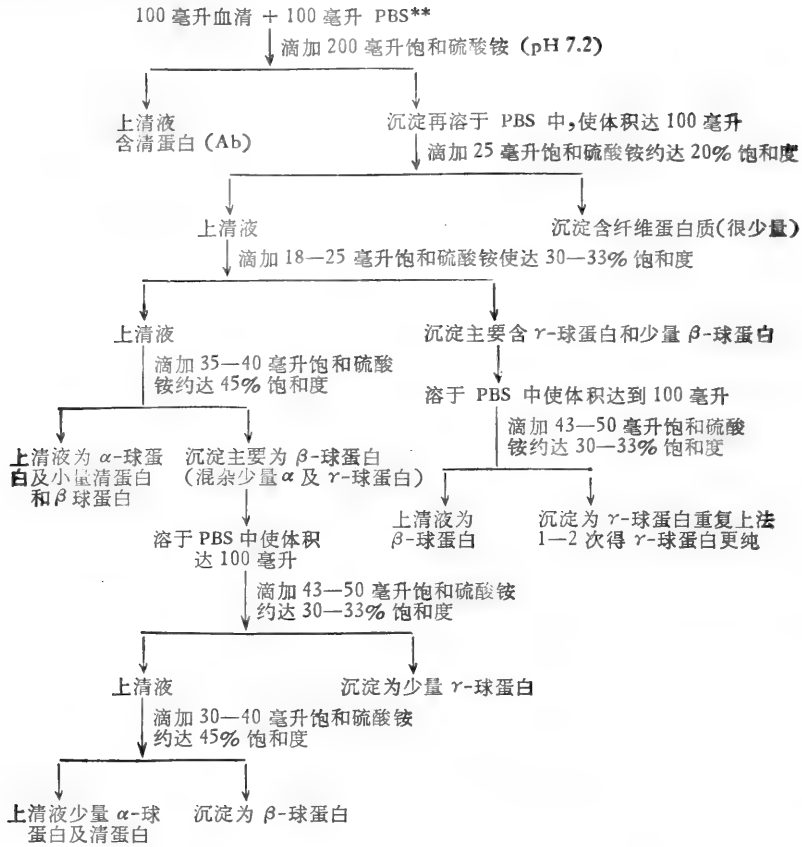 100 毫升血清 + 100 毫升 PBS**
滴加 200 毫升饱和硫酸铵 (pH 7.2)
上清液
含清蛋白 (Ab)
沉淀再溶于 PBS 中,使体积达 100 毫升
滴加 25 毫升饱和硫酸铵约达 20% 饱和度
上清液
沉淀含纤维蛋白质(很少量)
滴加 18—25 毫升饱和硫酸铵使达 30—33% 饱和度
上清液
沉淀主要含 γ-球蛋白和少量 β-球蛋白
滴加 35—40 毫升饱和硫酸
铵约达 45% 饱和度
溶于 PBS 中使体积达到 100 毫升
滴加 43—50 毫升饱和硫酸
铵约达 30—33% 饱和度
上清液为 α-球蛋
白及小量清蛋白
和 β 球蛋白
沉淀主要为 β-球蛋白
(混杂少量 α 及 γ-球蛋白)
上清液为
β-球蛋白
沉淀为 γ-球蛋白重复上法
1—2 次得 γ-球蛋白更纯
溶于 PBS 中使体积
达 100 毫升
滴加 43—50 毫升饱和硫酸铵
约达 30—33% 饱和度
上清液
沉淀为少量 γ-球蛋白
滴加 30—40 毫升饱和硫酸铵
约达 45% 饱和度
上清液少量 α-球
蛋白及清蛋白
沉淀为 β-球蛋白